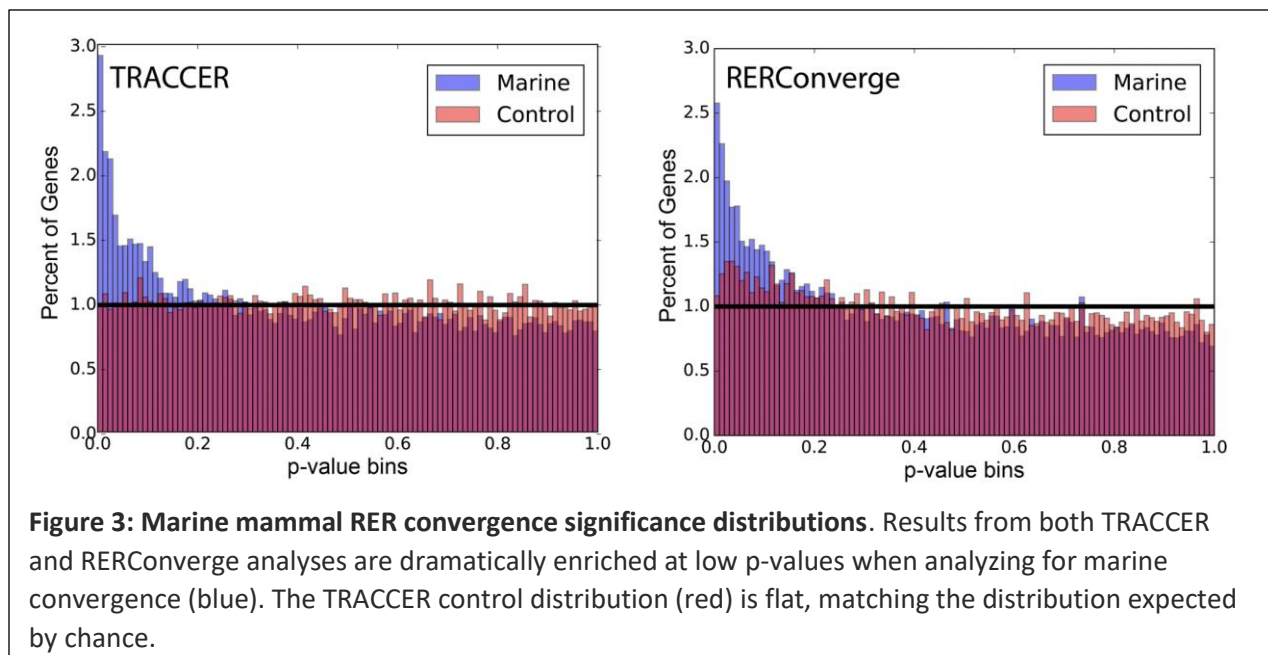 TRACCER
Marine
Control
3.0
2.5
2.0
1.5
1.0
0.5
0.0
Percent of Genes
0.0 0.2 0.4 0.6 0.8 1.0
p-value bins
RERConverge
Marine
Control
3.0
2.5
2.0
1.5
1.0
0.5
0.0
Percent of Genes
0.0 0.2 0.4 0.6 0.8 1.0
p-value bins
Figure 3: Marine mammal RER convergence significance distributions. Results from both TRACCER
and RERConverge analyses are dramatically enriched at low p-values when analyzing for marine
convergence (blue). The TRACCER control distribution (red) is flat, matching the distribution expected
by chance.